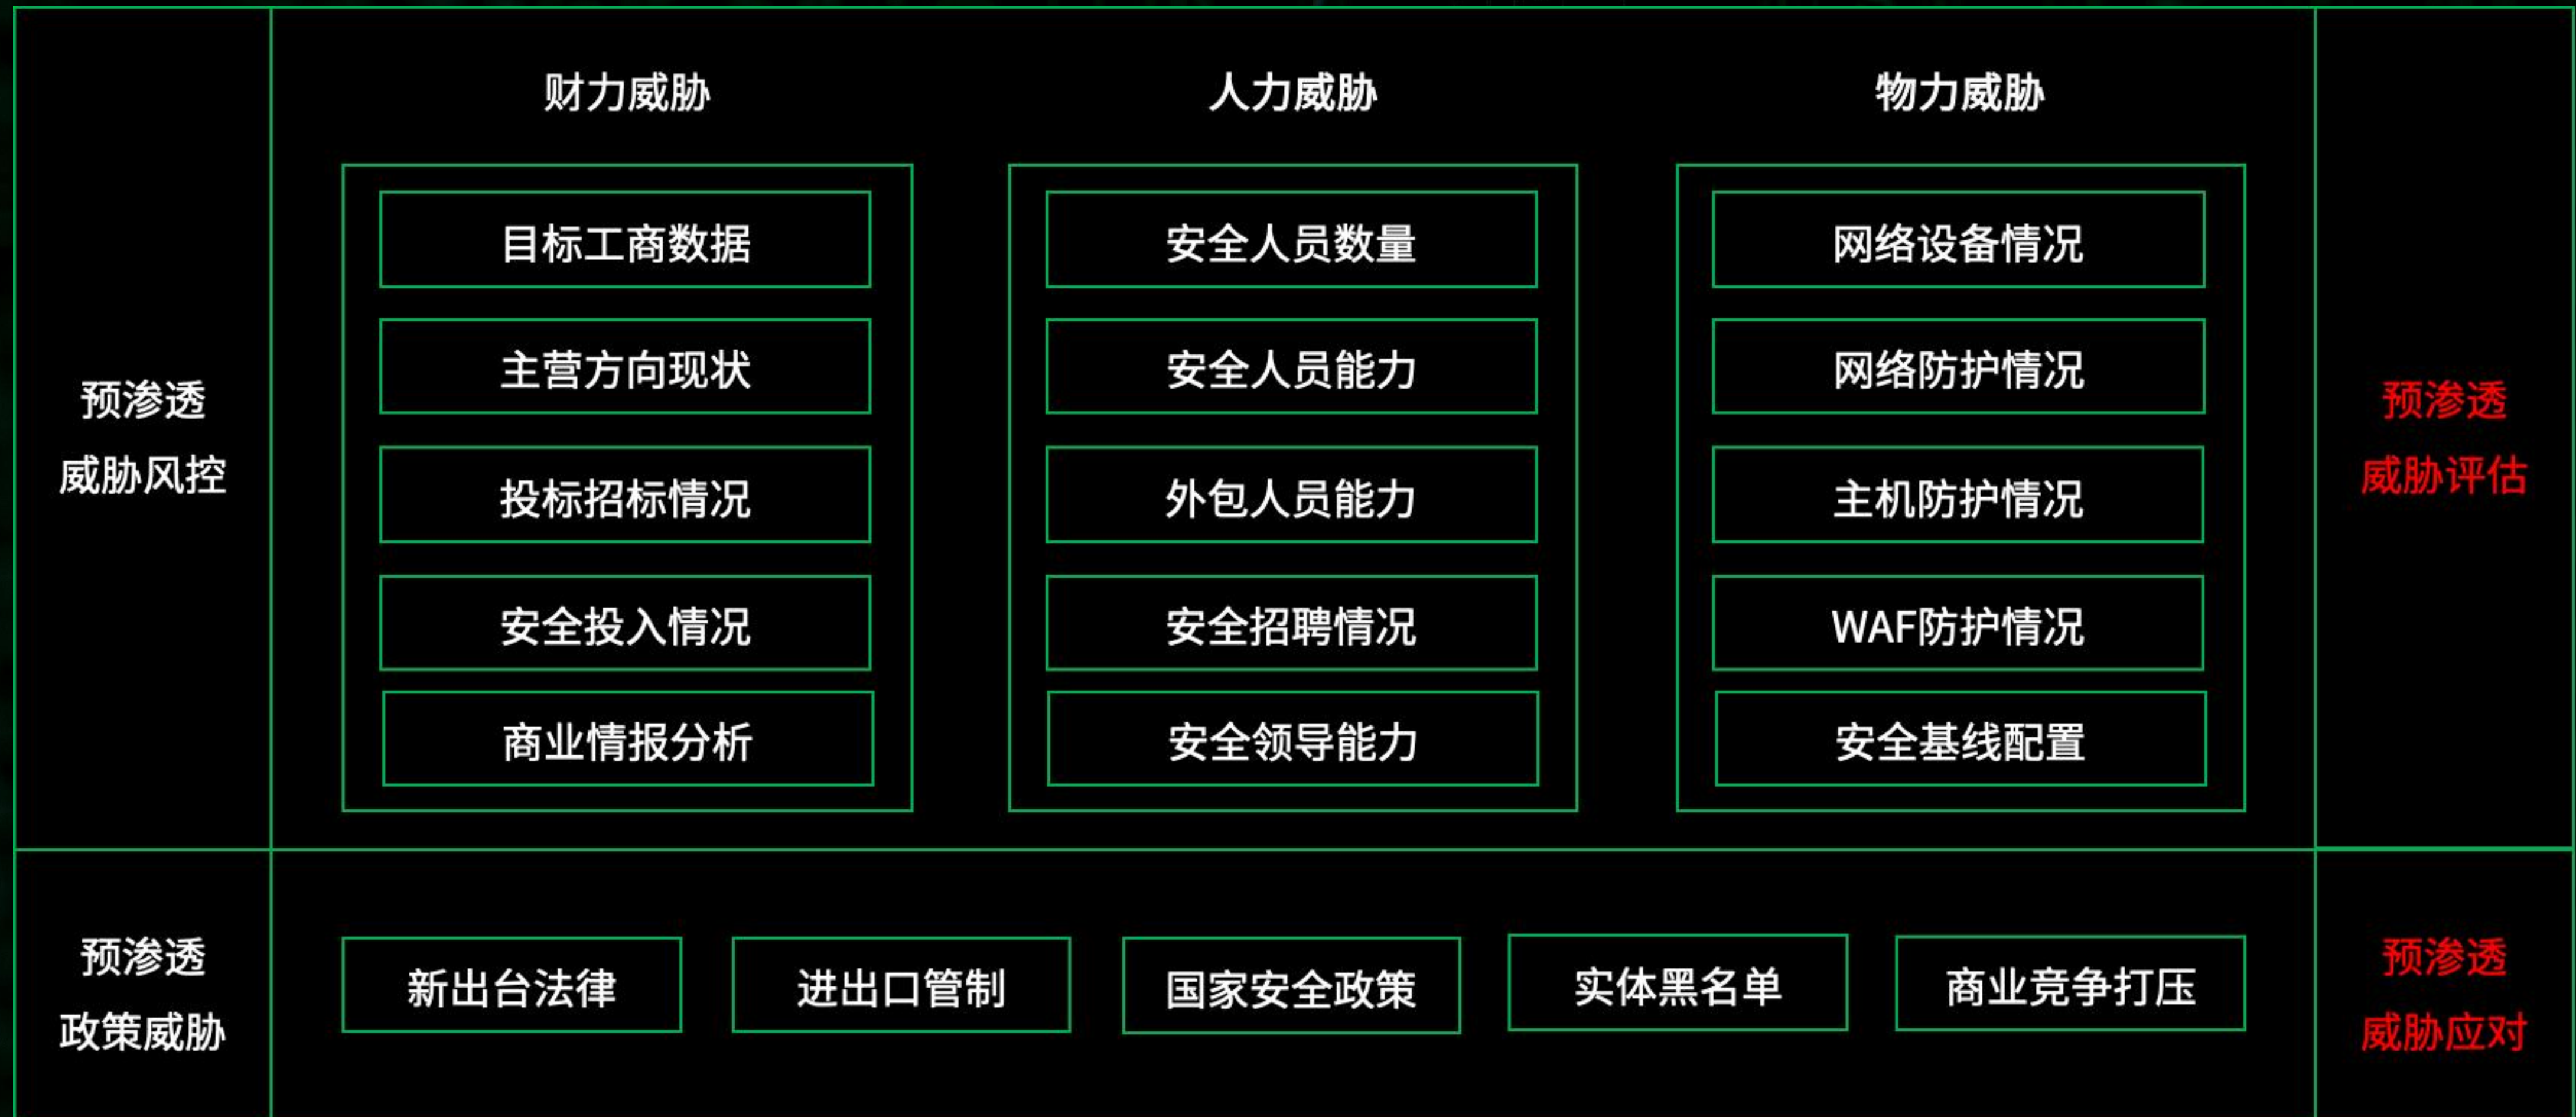 财力威胁
人力威胁
物力威胁
预渗透
威胁风控
目标工商数据
主营方向现状
投标招标情况
安全投入情况
商业情报分析
安全人员数量
安全人员能力
外包人员能力
安全招聘情况
安全领导能力
网络设备情况
网络防护情况
主机防护情况
WAF防护情况
安全基线配置
预渗透
威胁评估
预渗透
政策威胁
新出台法律
进出口管制
国家安全政策
实体黑名单
商业竞争打压
预渗透
威胁应对